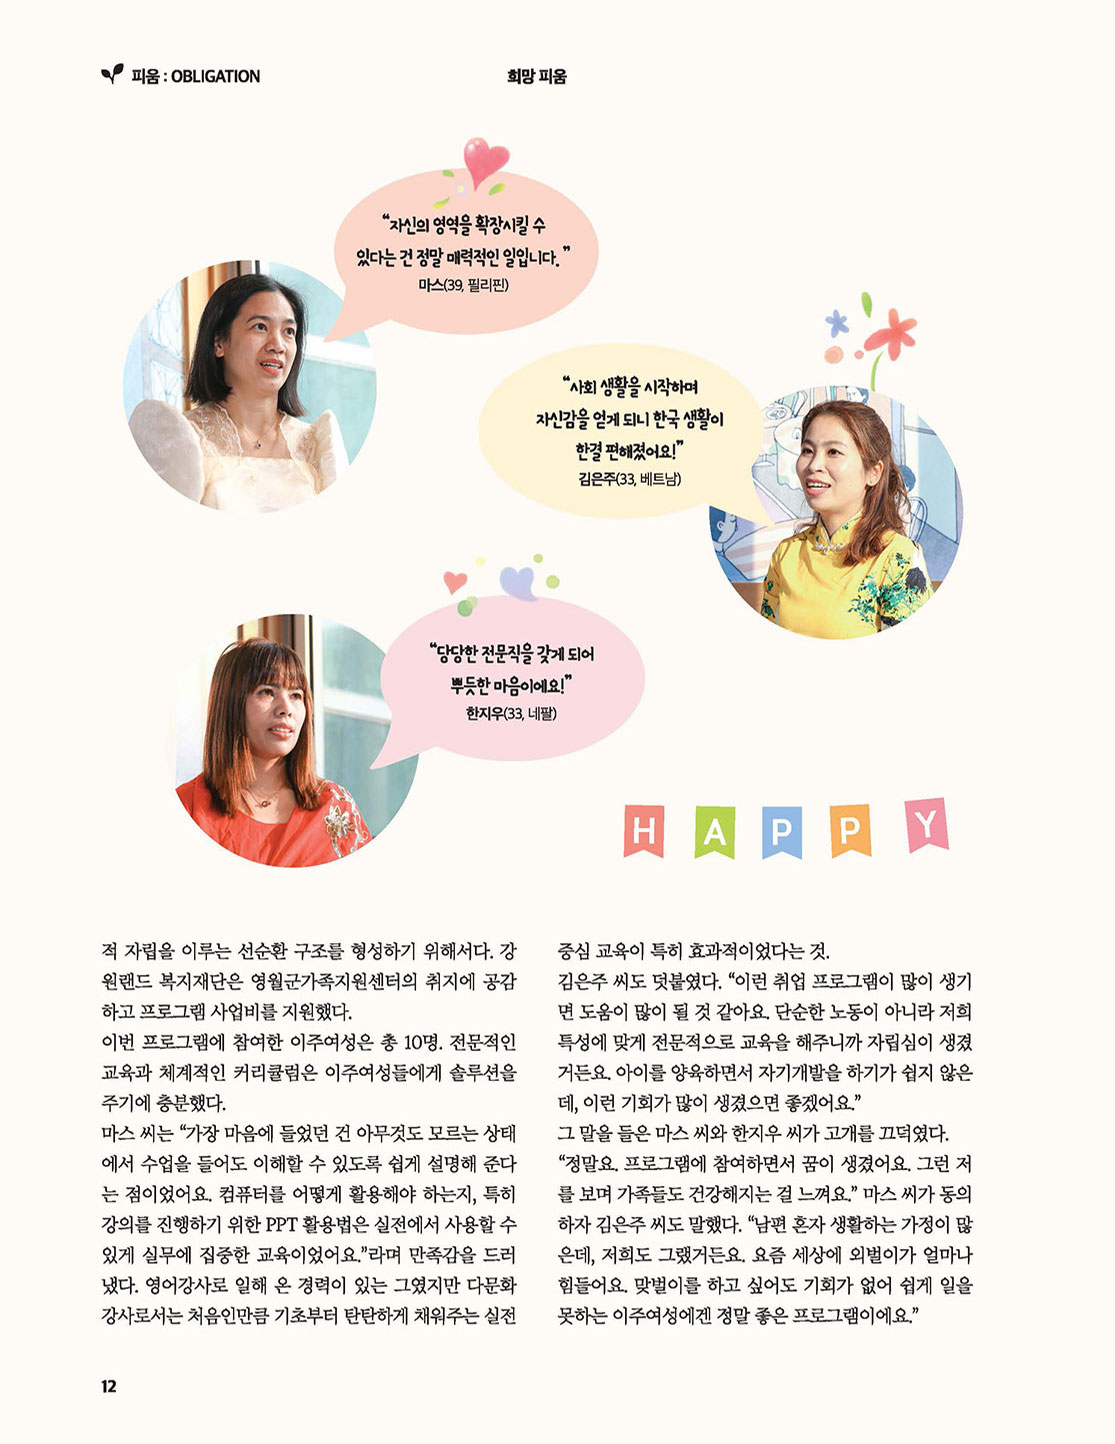 피움 : OBLIGATION
희망 피움
“자신의 영역을 확장시킬 수
있다는 건 정말 매력적인 일입니다.”
마스(39, 필리핀)
“사회 생활을 시작하며
자신감을 얻게 되니 한국 생활이
한결 편해졌어요!”
김은주(33, 베트남)
“당당한 전문직을 갖게 되어
뿌듯한 마음이에요!”
한지우(33, 네팔)
HAPPY
적 자립을 이루는 선순환 구조를 형성하기 위해서다. 강
원랜드 복지재단은 영월군가족지원센터의 취지에 공감
하고 프로그램 사업비를 지원했다.
이번 프로그램에 참여한 이주여성은 총 10명. 전문적인
교육과 체계적인 커리큘럼은 이주여성들에게 솔루션을
주기에 충분했다.
마스 씨는 “가장 마음에 들었던 건 아무것도 모르는 상태
에서 수업을 들어도 이해할 수 있도록 쉽게 설명해 준다
는 점이었어요. 컴퓨터를 어떻게 활용해야 하는지, 특히
강의를 진행하기 위한 PPT 활용법은 실전에서 사용할 수
있게 실무에 집중한 교육이었어요.”라며 만족감을 드러
냈다. 영어강사로 일해 온 경력이 있는 그였지만 다문화
강사로서는 처음인만큼 기초부터 탄탄하게 채워주는 실전
중심 교육이 특히 효과적이었다는 것.
김은주 씨도 덧붙였다. “이런 취업 프로그램이 많이 생기
면 도움이 많이 될 것 같아요. 단순한 노동이 아니라 저희
특성에 맞게 전문적으로 교육을 해주니까 자립심이 생겼
거든요. 아이를 양육하면서 자기개발을 하기가 쉽지 않은
데, 이런 기회가 많이 생겼으면 좋겠어요.”
그 말을 들은 마스 씨와 한지우 씨가 고개를 끄덕였다.
“정말요. 프로그램에 참여하면서 꿈이 생겼어요. 그런 저
를 보며 가족들도 건강해지는 걸 느껴요.” 마스 씨가 동의
하자 김은주 씨도 말했다. “남편 혼자 생활하는 가정이 많
은데, 저희도 그랬거든요. 요즘 세상에 외벌이가 얼마나
힘들어요. 맞벌이를 하고 싶어도 기회가 없어 쉽게 일을
못하는 이주여성에겐 정말 좋은 프로그램이에요.”
12